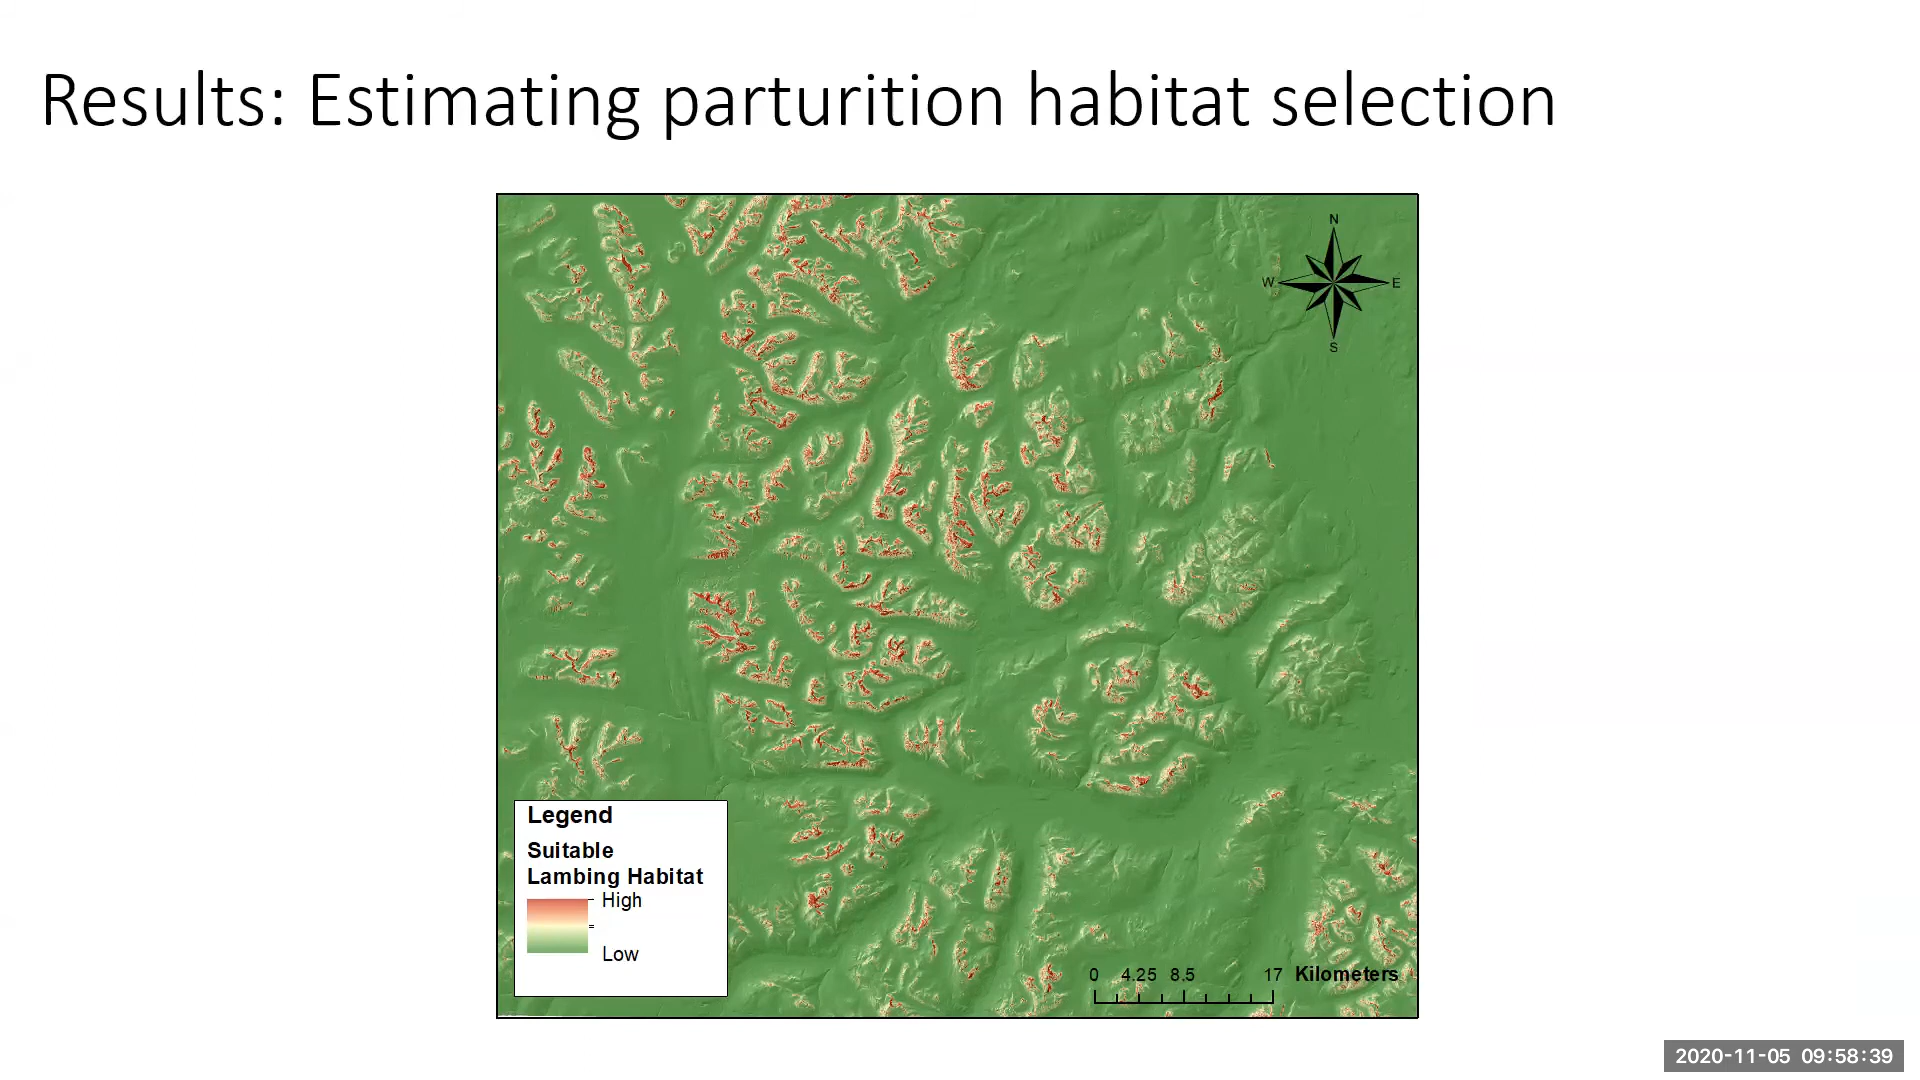 Results: Estimating parturition habitat selection
N
W E
S
Legend
Suitable
Lambing Habitat
High
Low
0 4.25 8.5 17 Kilometers
2020-11-05 09:58:39